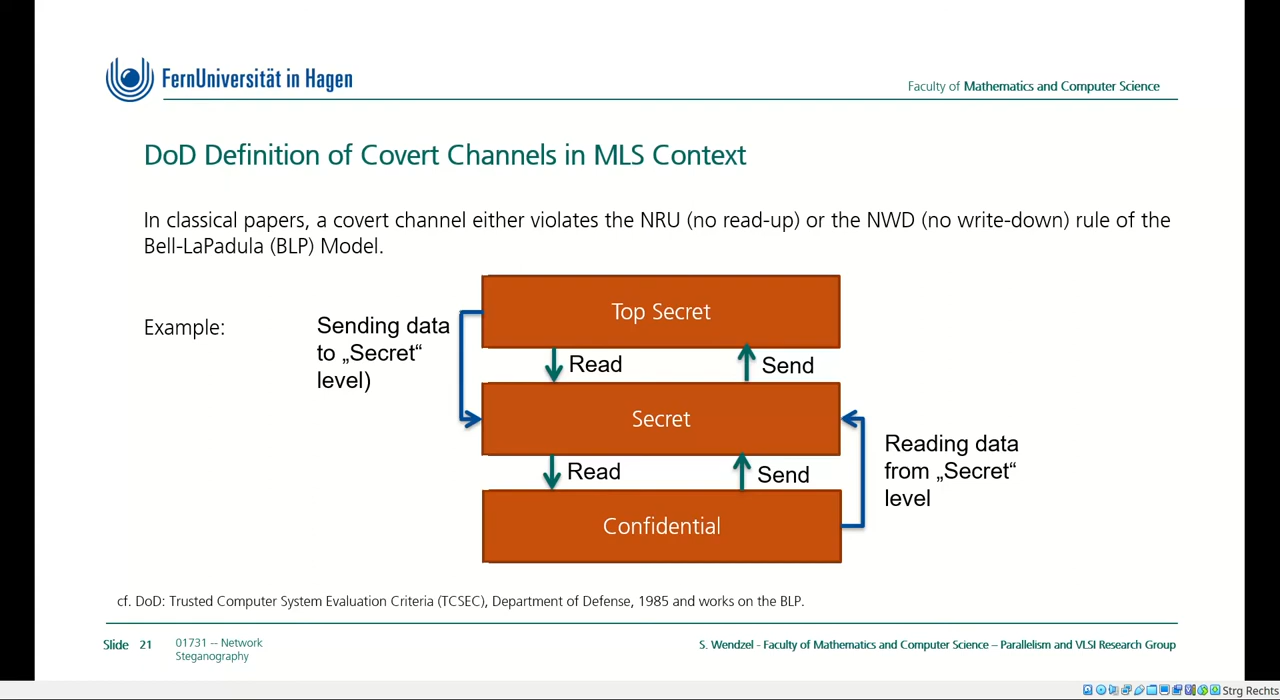 FernUniversität in Hagen
Faculty of Mathematics and Computer Science
DoD Definition of Covert Channels in MLS Context
In classical papers, a covert channel either violates the NRU (no read-up) or the NWD (no write-down) rule of the
Bell-LaPadula (BLP) Model.
Example:
Sending data
to „Secret“
level)
Top Secret
Read
Send
Secret
Read
Send
Reading data
from „Secret“
level
Confidential
cf. DoD: Trusted Computer System Evaluation Criteria (TCSEC), Department of Defense, 1985 and works on the BLP.
Slide 21
01731 -- Network
Steganography
S. Wendzel - Faculty of Mathematics and Computer Science – Parallelism and VLSI Research Group
Strg Rechts